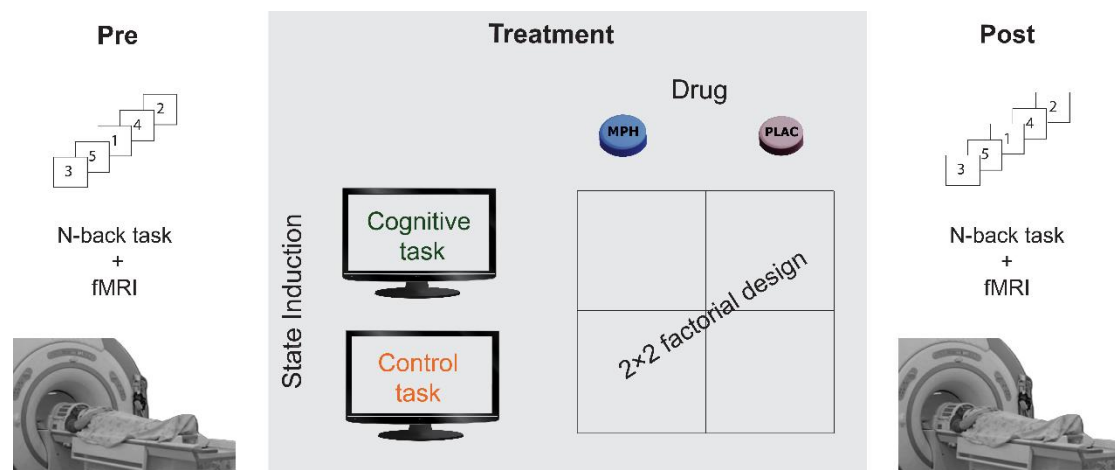 Pre
2
4
1
5
3
N-back task
+
fMRI
Treatment
Drug
MPH
PLAC
State Induction
Cognitive
task
Control
task
2×2 factorial design
Post
2
4
1
5
3
N-back task
+
fMRI